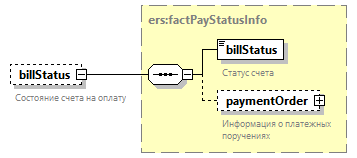 ers:factPayStatusInfo
billStatus
Состояние счета на оплату
billStatus
Статус счета
paymentOrder
Информация о платежных
поручениях